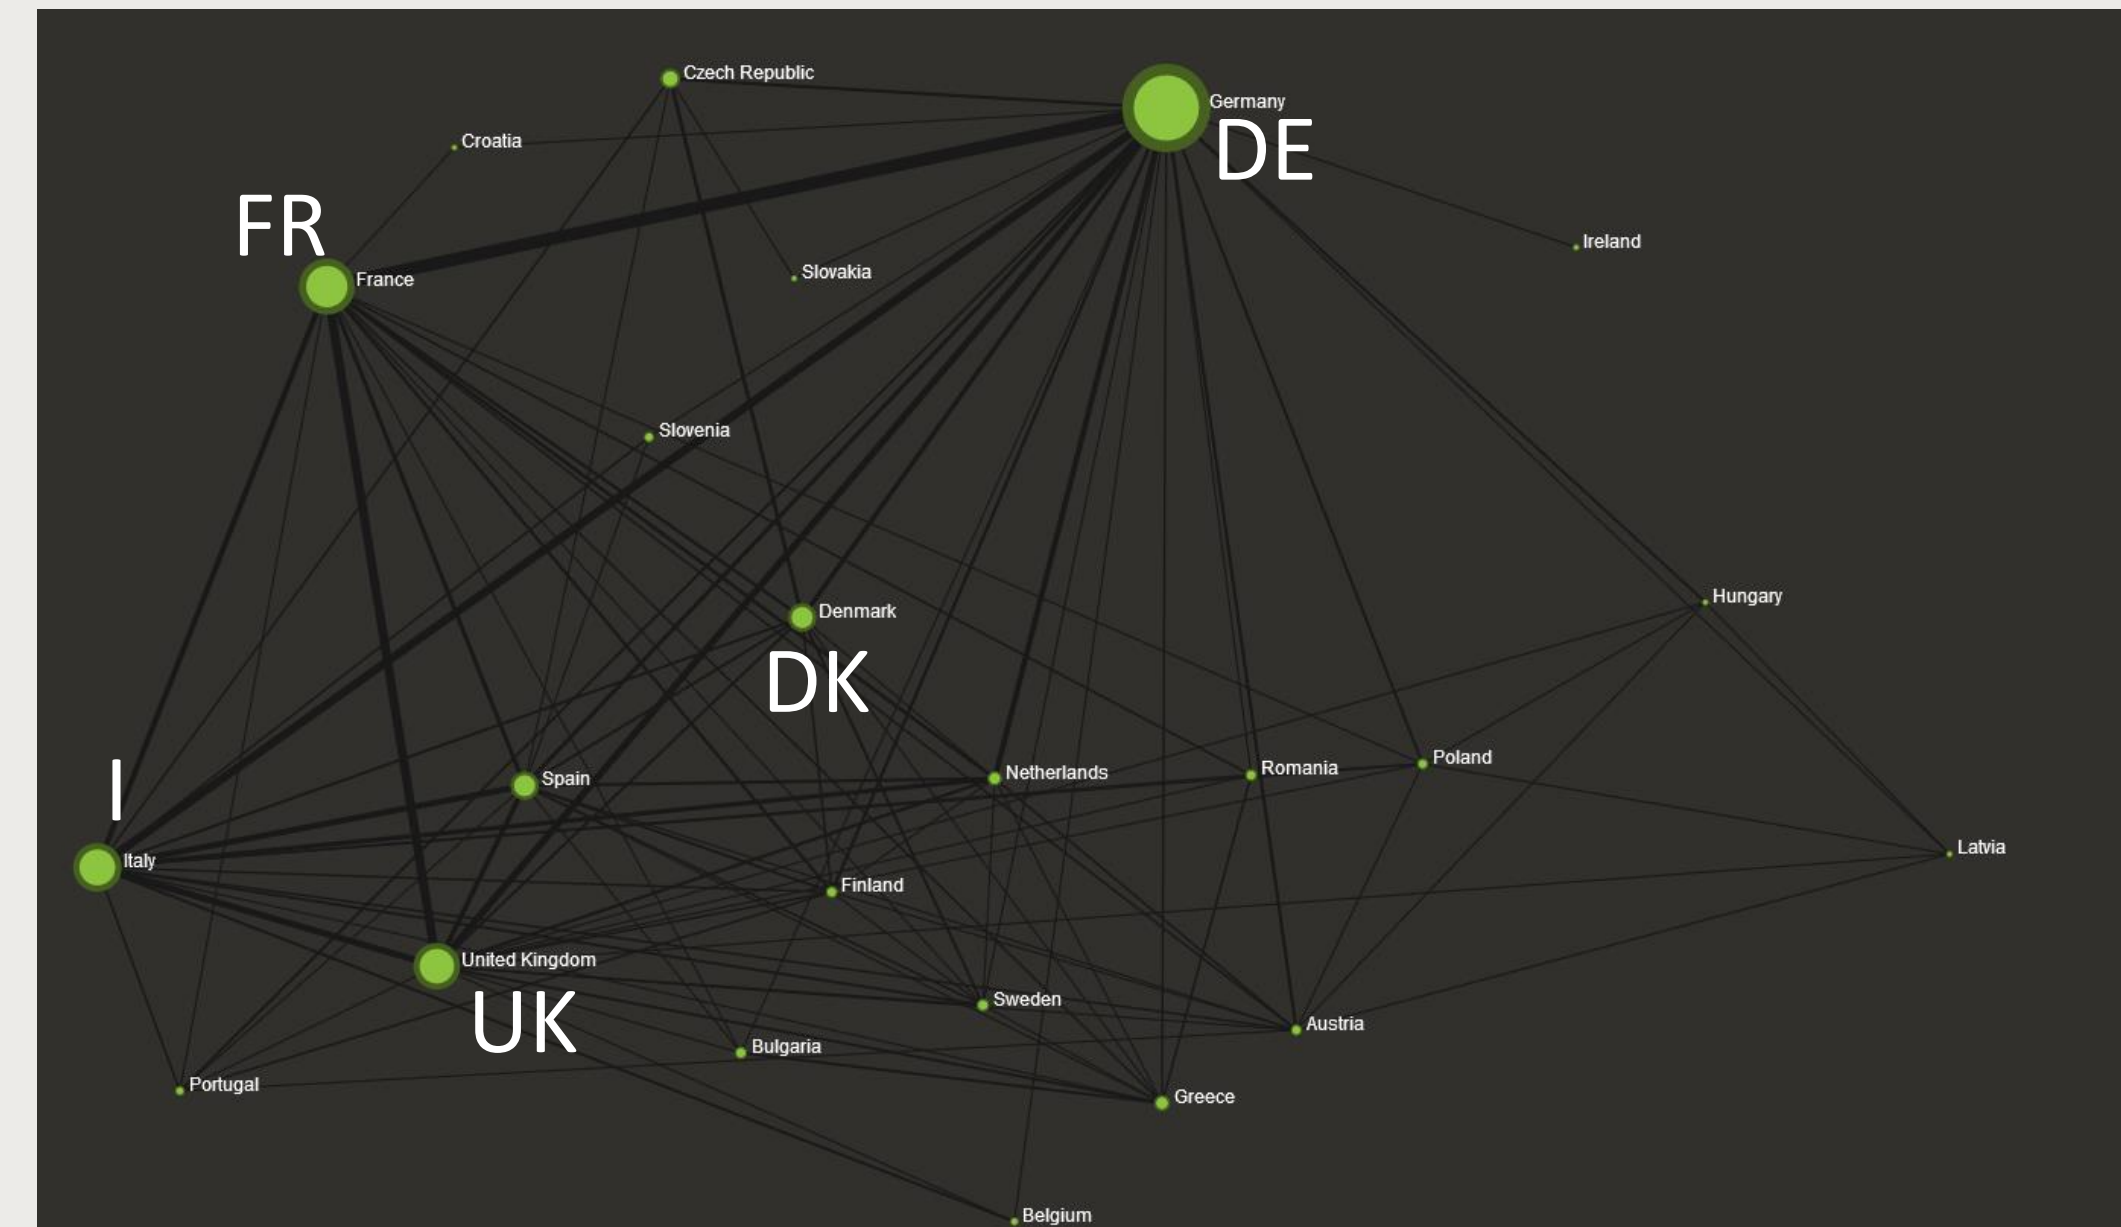 Czech Republic
Germany
DE
Croatia
FR
Ireland
Slovakia
France
Slovenia
Hungary
Denmark
DK
Netherlands
Romania
Poland
Spain
I
Italy
Latvia
Finland
United Kingdom
UK
Sweden
Austria
Bulgaria
Portugal
Greece
Belgium